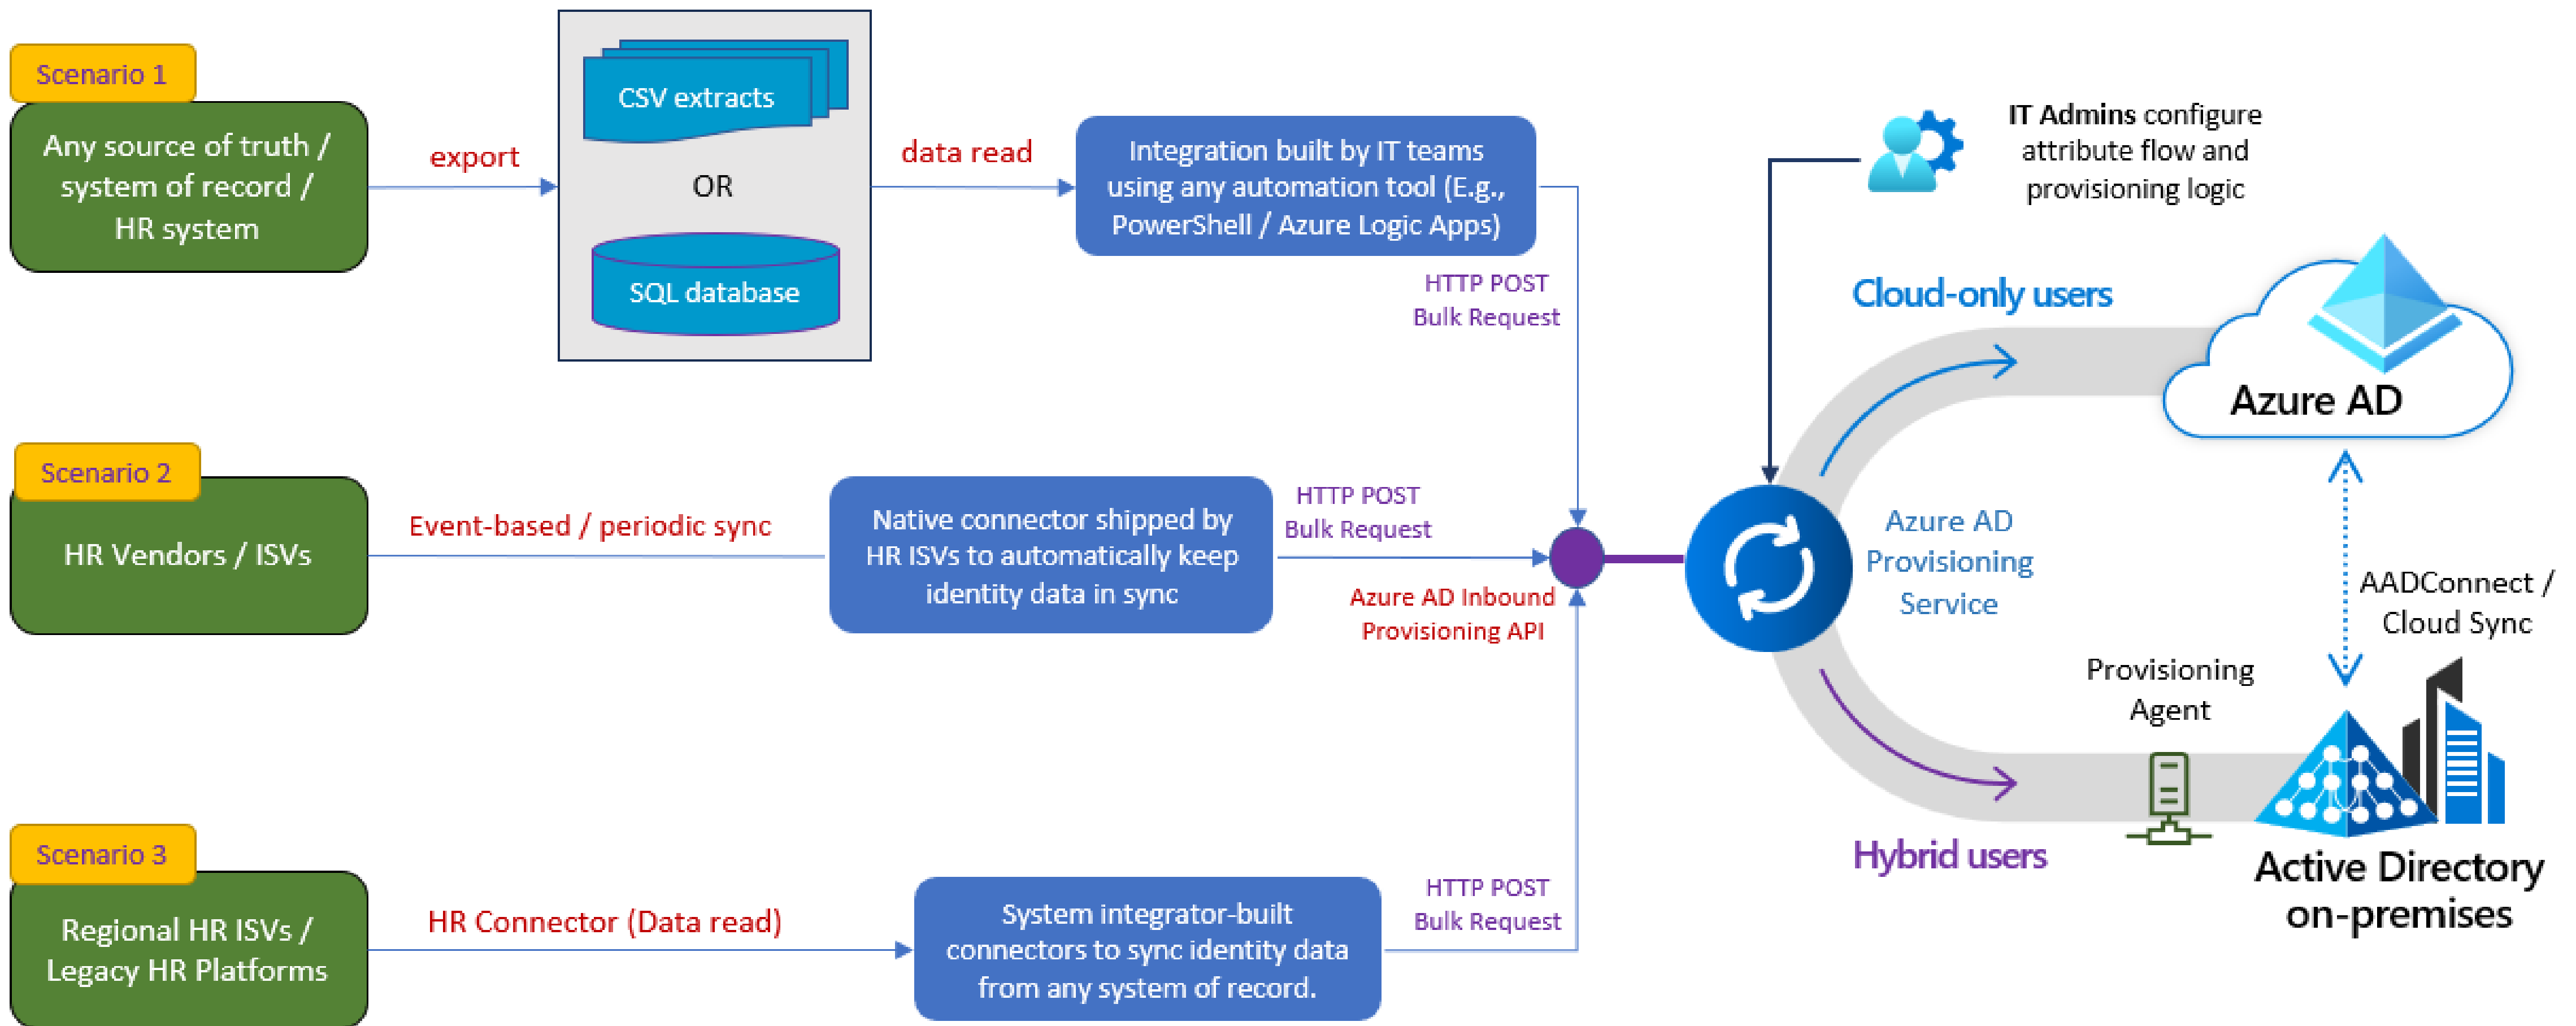 Scenario 1
Any source of truth /
system of record /
HR system
export
CSV extracts
OR
SQL database
data read
Integration built by IT teams
using any automation tool (E.g.,
PowerShell / Azure Logic Apps)
HTTP POST
Bulk Request
IT Admins configure
attribute flow and
provisioning logic
Cloud-only users
Azure AD
Scenario 2
HR Vendors / ISVs
Event-based / periodic sync
Native connector shipped by
HR ISVs to automatically keep
identity data in sync
HTTP POST
Bulk Request
Azure AD Inbound
Provisioning API
Azure AD
Provisioning
Service
AADConnect /
Cloud Sync
Provisioning
Agent
Hybrid users
Active Directory
on-premises
Scenario 3
Regional HR ISVs /
Legacy HR Platforms
HR Connector (Data read)
System integrator-built
connectors to sync identity data
from any system of record.
HTTP POST
Bulk Request